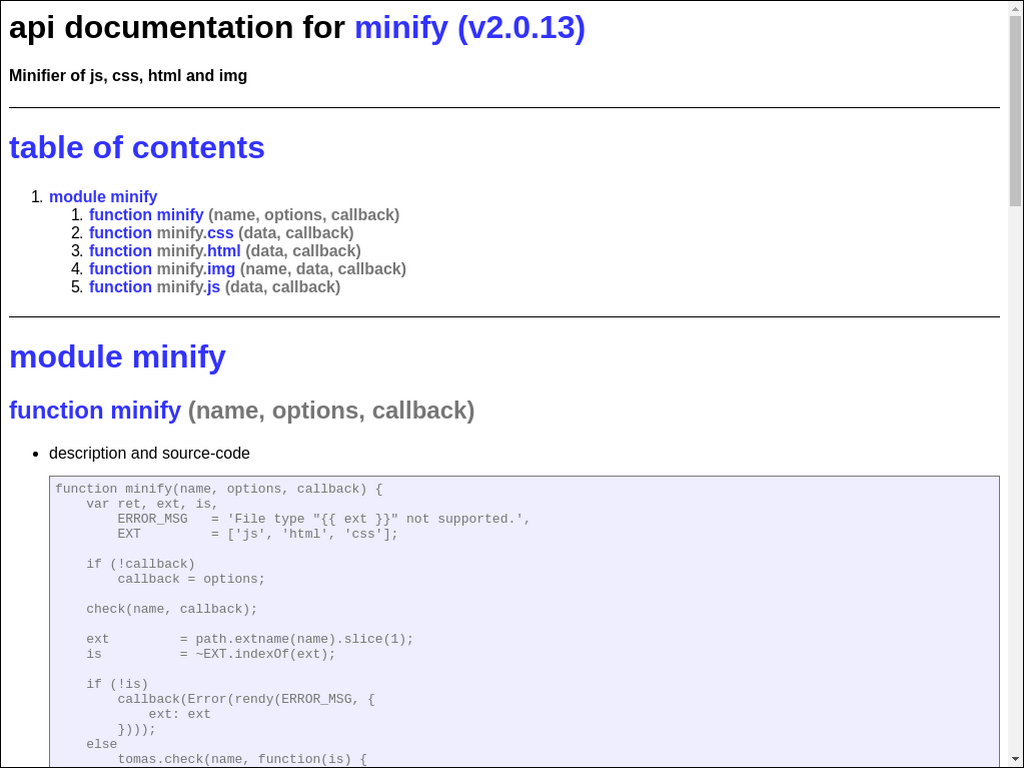 api documentation for minify (v2.0.13)
Minifier of js, css, html and img
table of contents
1. module minify
1. function minify (name, options, callback)
2. function minify.css (data, callback)
3. function minify.html (data, callback)
4. function minify.img (name, data, callback)
5. function minify.js (data, callback)
module minify
function minify (name, options, callback)
• description and source-code
function minify(name, options, callback) {
    var ret, ext, is,
        ERROR_MSG   = 'File type "{{ ext }}" not supported.',
        EXT         = ['js', 'html', 'css'];
    if (!callback)
        callback = options;
    check(name, callback);
    ext         = path.extname(name).slice(1);
    is          = ~EXT.indexOf(ext);
    if (!is)
        callback(Error(rendy(ERROR_MSG, {
            ext: ext
        })));
    else
        tomas.check(name, function(is) {